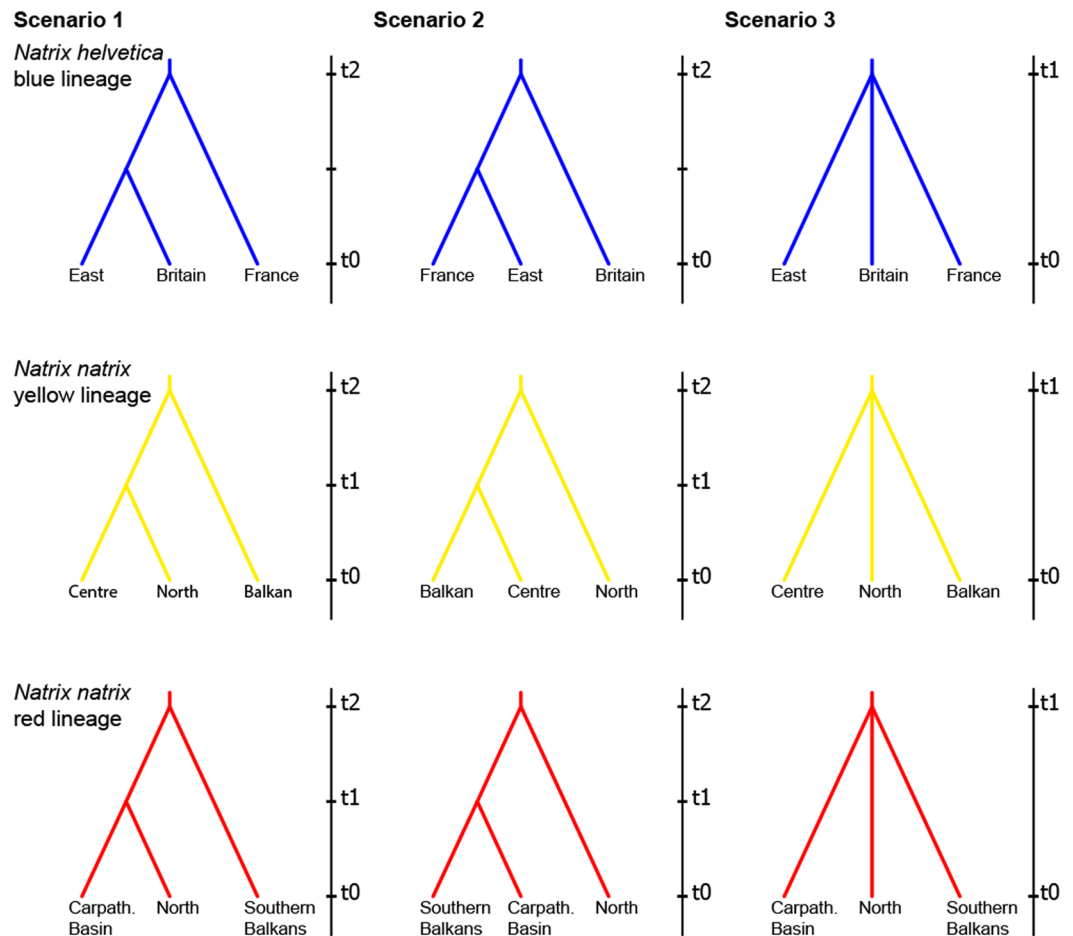 Scenario 1
Scenario 2
Scenario 3
Natrix helvetica
blue lineage
t2
t2
t1
t0
t0
t0
East
Britain
France
France
East
Britain
East
Britain
France
Natrix natrix
yellow lineage
t2
t2
t1
t1
t1
t0
t0
t0
Centre
North
Balkan
Balkan
Centre
North
Centre
North
Balkan
Natrix natrix
red lineage
t2
t2
t1
t1
t1
t0
t0
t0
Carpath.
Basin
North
Southern
Balkans
Southern
Balkans
Carpath.
Basin
North
Carpath.
Basin
North
Southern
Balkans